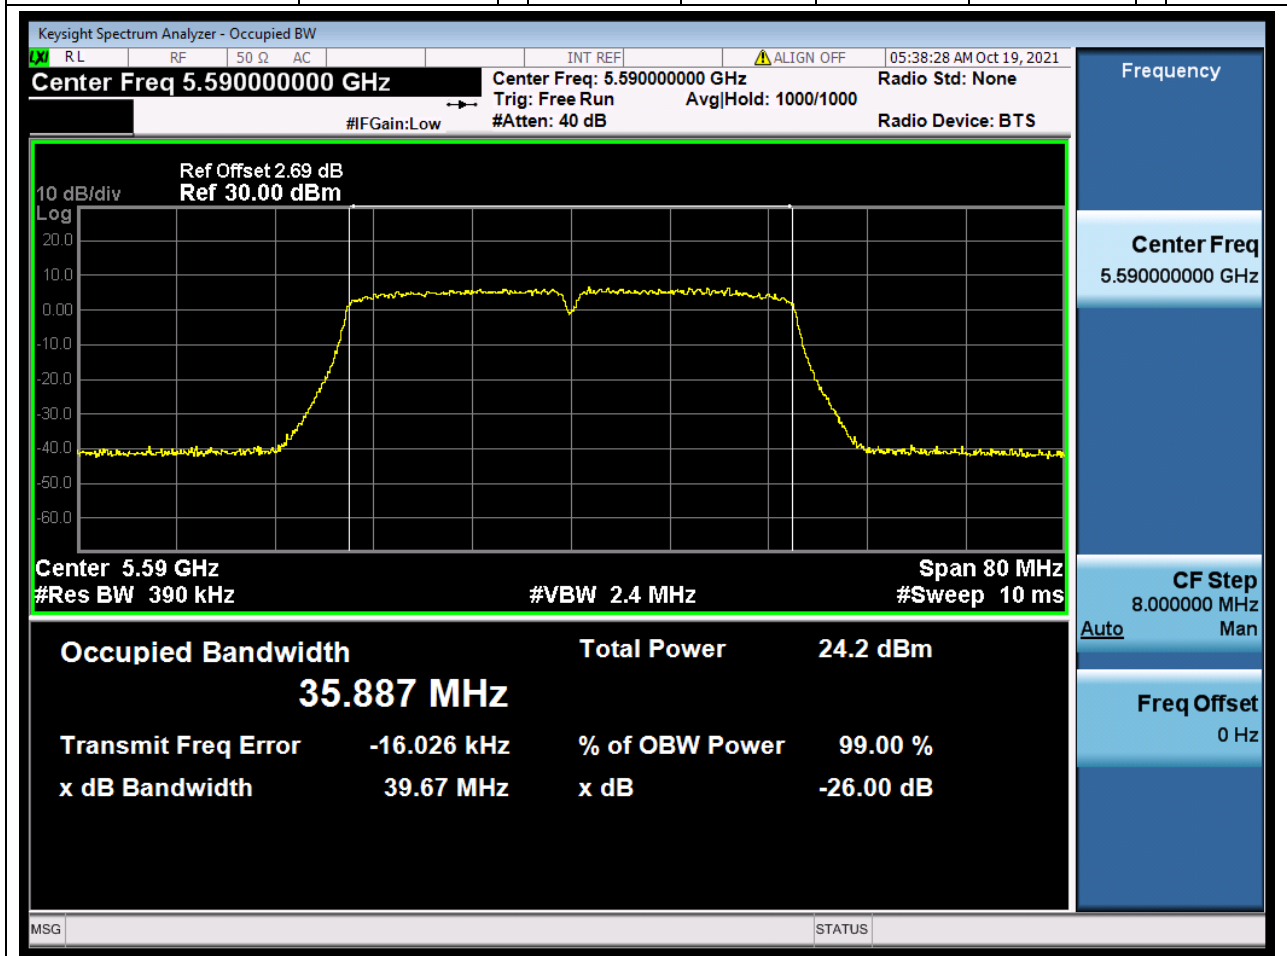 Keysight Spectrum Analyzer - Occupied BW
LXI RL RF 50 Ω AC INT REF ALIGN OFF 05:38:28 AM Oct 19, 2021
Center Freq 5.590000000 GHz
Center Freq: 5.590000000 GHz
Radio Std: None
Trig: Free Run Avg|Hold: 1000/1000
#IFGain:Low #Atten: 40 dB
Radio Device: BTS
Ref Offset 2.69 dB
10 dB/div Ref 30.00 dBm
Log
20.0
10.0
0.00
-10.0
-20.0
-30.0
-40.0
-50.0
-60.0
Center 5.59 GHz Span 80 MHz
#Res BW 390 kHz #VBW 2.4 MHz #Sweep 10 ms
Occupied Bandwidth Total Power 24.2 dBm
35.887 MHz
Transmit Freq Error -16.026 kHz % of OBW Power 99.00 %
x dB Bandwidth 39.67 MHz x dB -26.00 dB
Frequency
Center Freq
5.590000000 GHz
CF Step
8.000000 MHz
Auto Man
Freq Offset
0 Hz
MSG STATUS